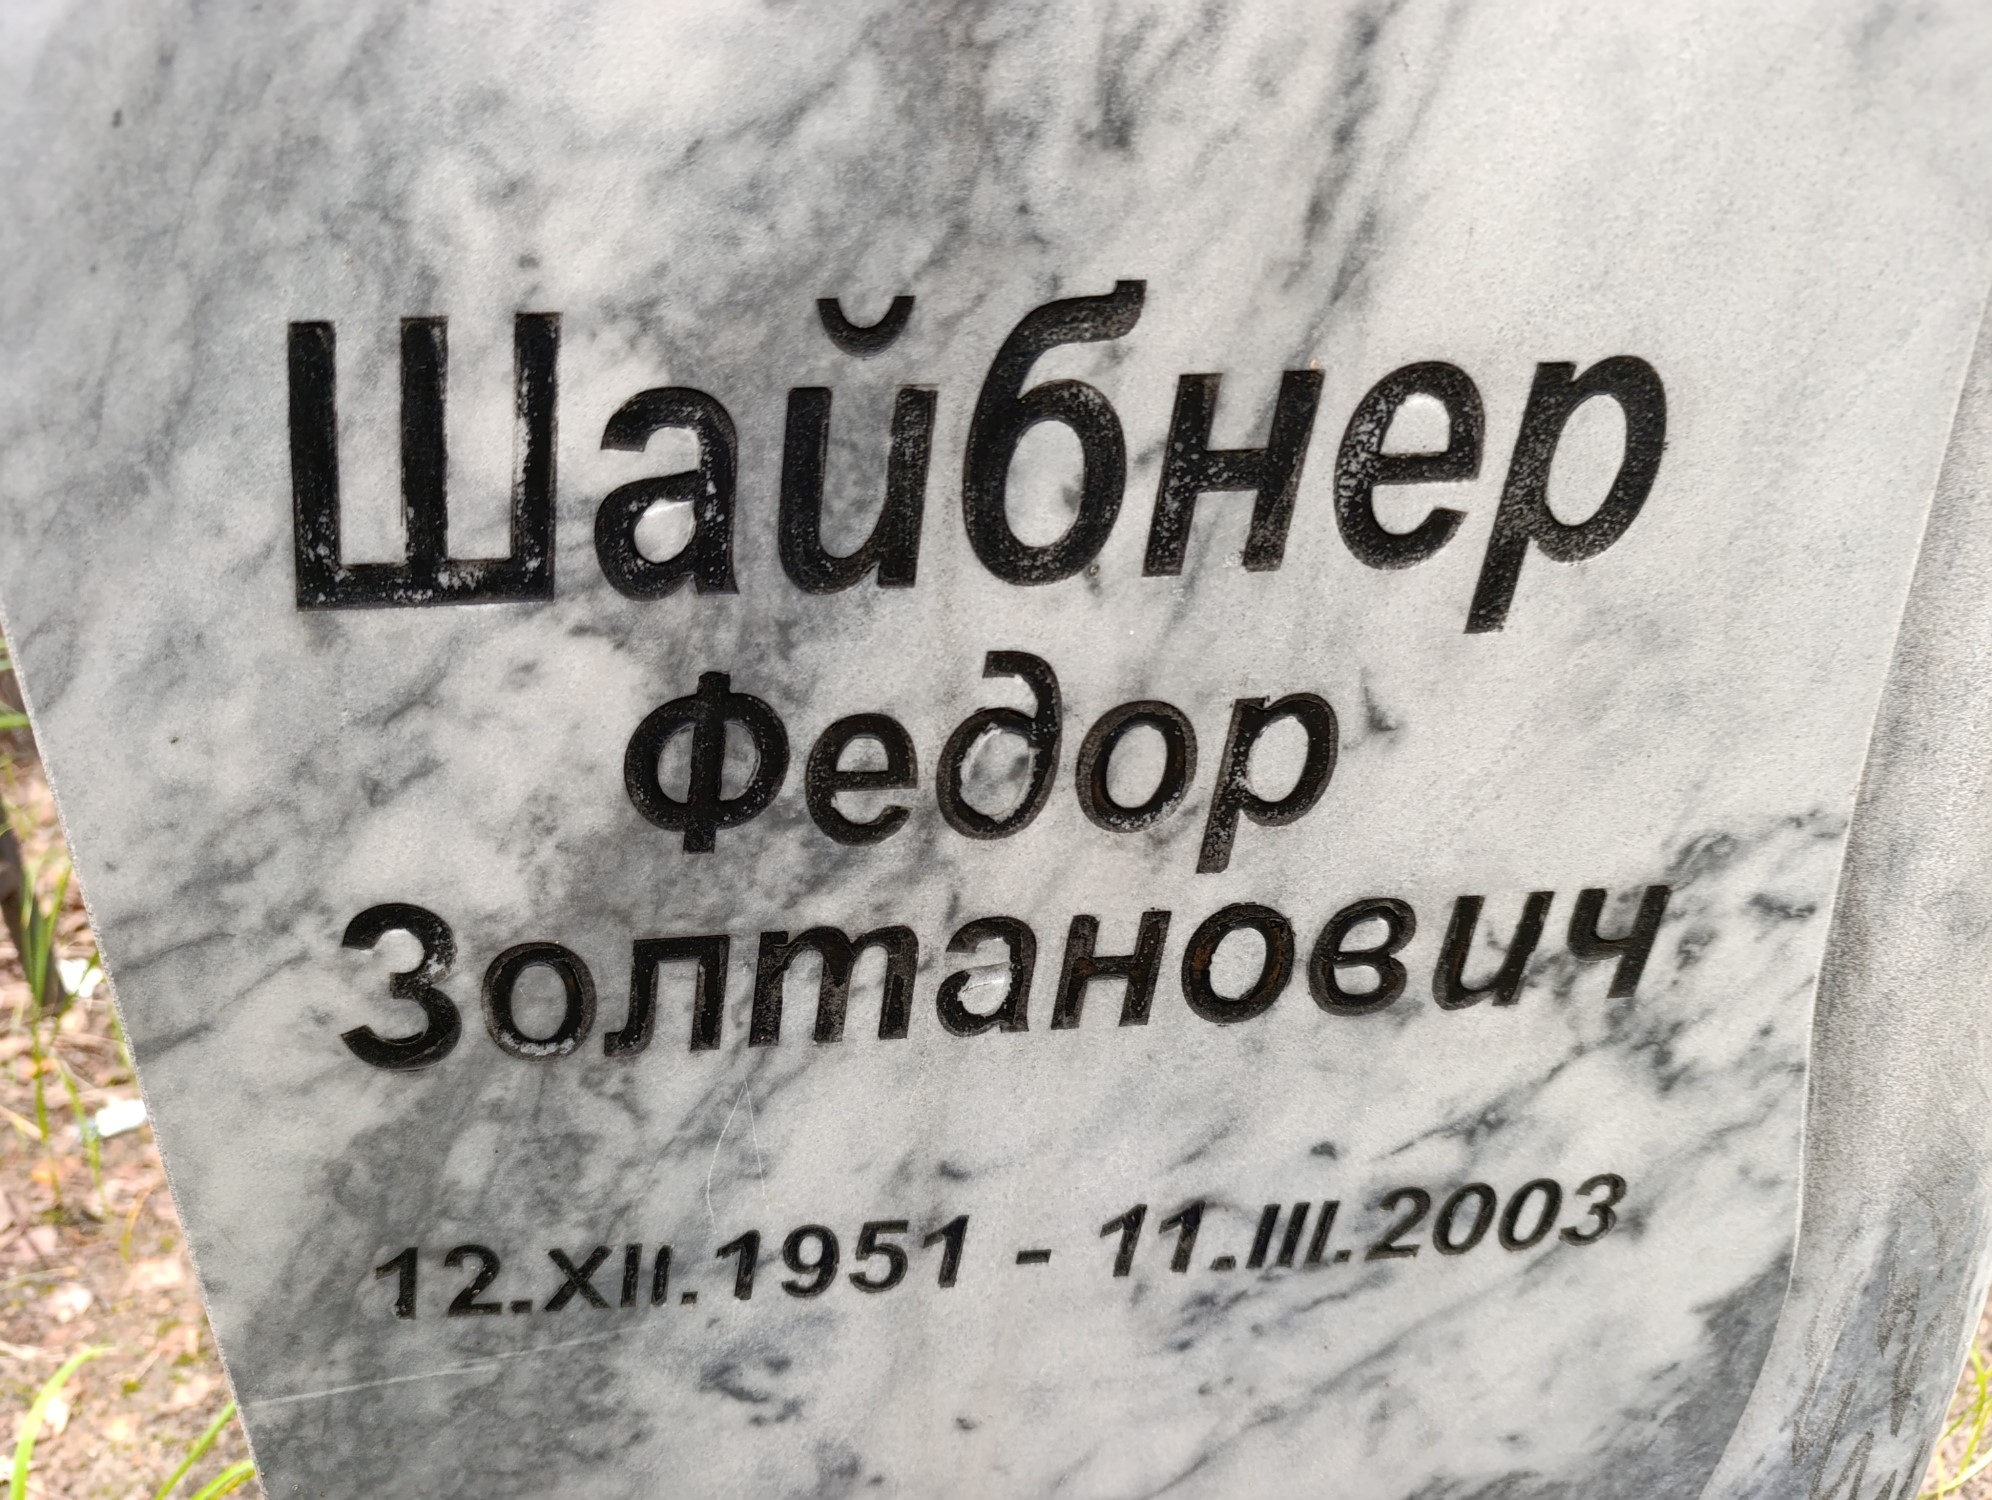 Шайбнер
Федор
Золтанович
12.XII.1951 - 11.III.2003